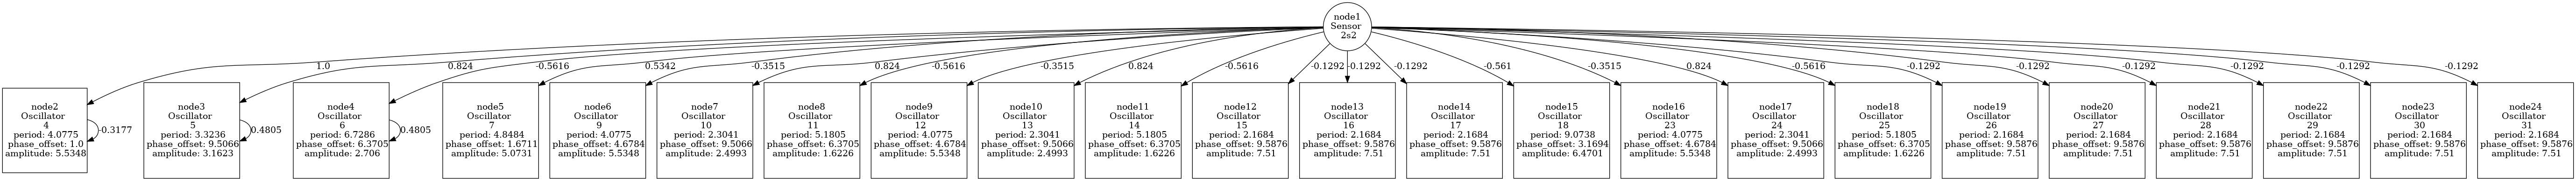 node1
Sensor
2s2
1.0
0.824
-0.5616
0.5342
-0.3515
0.824
-0.5616
-0.3515
0.824
-0.5616
-0.1292
-0.1292
-0.1292
-0.561
-0.3515
0.824
-0.5616
-0.1292
-0.1292
-0.1292
-0.1292
-0.1292
-0.1292
node2
Oscillator
4
period: 4.0775
phase_offset: 1.0
amplitude: 5.5348
-0.3177
node3
Oscillator
5
period: 3.3236
phase_offset: 9.5066
amplitude: 3.1623
0.4805
node4
Oscillator
6
period: 6.7286
phase_offset: 6.3705
amplitude: 2.706
0.4805
node5
Oscillator
7
period: 4.8484
phase_offset: 1.6711
amplitude: 5.0731
node6
Oscillator
9
period: 4.0775
phase_offset: 4.6784
amplitude: 5.5348
node7
Oscillator
10
period: 2.3041
phase_offset: 9.5066
amplitude: 2.4993
node8
Oscillator
11
period: 5.1805
phase_offset: 6.3705
amplitude: 1.6226
node9
Oscillator
12
period: 4.0775
phase_offset: 4.6784
amplitude: 5.5348
node10
Oscillator
13
period: 2.3041
phase_offset: 9.5066
amplitude: 2.4993
node11
Oscillator
14
period: 5.1805
phase_offset: 6.3705
amplitude: 1.6226
node12
Oscillator
15
period: 2.1684
phase_offset: 9.5876
amplitude: 7.51
node13
Oscillator
16
period: 2.1684
phase_offset: 9.5876
amplitude: 7.51
node14
Oscillator
17
period: 2.1684
phase_offset: 9.5876
amplitude: 7.51
node15
Oscillator
18
period: 9.0738
phase_offset: 3.1694
amplitude: 6.4701
node16
Oscillator
23
period: 4.0775
phase_offset: 4.6784
amplitude: 5.5348
node17
Oscillator
24
period: 2.3041
phase_offset: 9.5066
amplitude: 2.4993
node18
Oscillator
25
period: 5.1805
phase_offset: 6.3705
amplitude: 1.6226
node19
Oscillator
26
period: 2.1684
phase_offset: 9.5876
amplitude: 7.51
node20
Oscillator
27
period: 2.1684
phase_offset: 9.5876
amplitude: 7.51
node21
Oscillator
28
period: 2.1684
phase_offset: 9.5876
amplitude: 7.51
node22
Oscillator
29
period: 2.1684
phase_offset: 9.5876
amplitude: 7.51
node23
Oscillator
30
period: 2.1684
phase_offset: 9.5876
amplitude: 7.51
node24
Oscillator
31
period: 2.1684
phase_offset: 9.5876
amplitude: 7.51